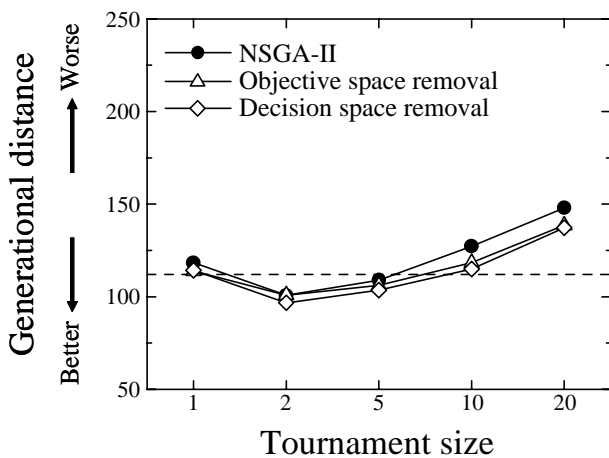 250
200
150
100
50
Generational distance
Worse
Better
NSGA-II
Objective space removal
Decision space removal
1 2 5 10 20
Tournament size